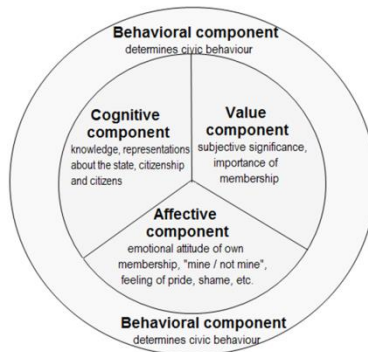 Behavioral component
determines civic behaviour
Cognitive
component
knowledge, representations
about the state, citizenship
and citizens
Value
component
subjective significance,
importance of
membership
Affective
component
emotional attitude of own
membership, "mine / not mine",
feeling of pride, shame, etc.
Behavioral component
determines civic behaviour